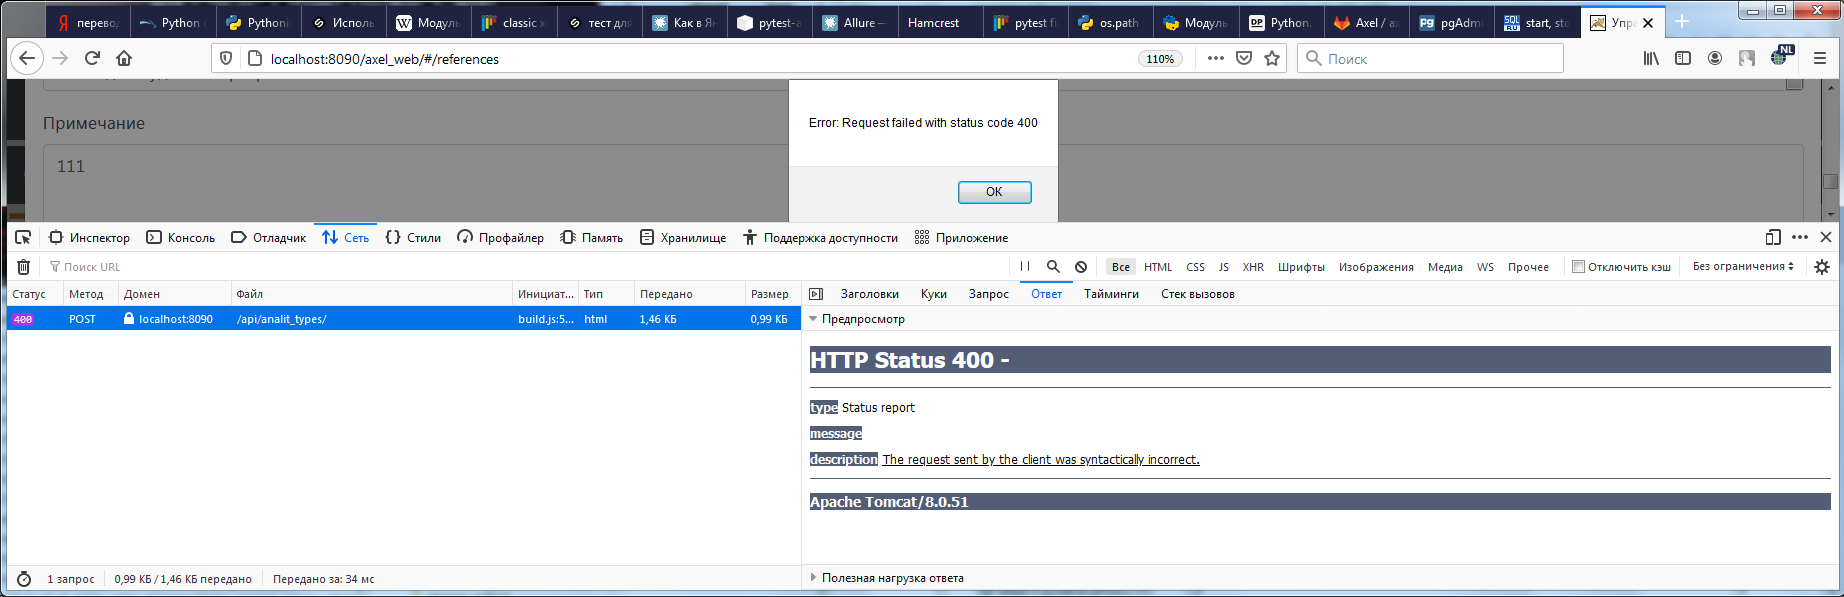 перевод Python Pythoni Исполь Модуль classic x тест для Как в Ян pytest-a Allure — Hamcrest pytest fi os.path Модуль Python. Axel / a pgAdmi start, sto Упра
localhost:8090/axel_web/#/references 110% Поиск NL
Примечание
111
Error: Request failed with status code 400
OK
Инспектор Консоль Отладчик Сеть Стили Профайлер Память Хранилище Поддержка доступности Приложение
Поиск URL Все HTML CSS JS XHR Шрифты Изображения Медиа WS Прочее Отключить кэш Без ограничения
Статус Метод Домен Файл Инициат... Тип Передано Размер Заголовки Куки Запрос Ответ Тайминги Стек вызовов
400 POST localhost:8090 /api/analit_types/ build.js:5... html 1,46 КБ 0,99 КБ
Предпросмотр
HTTP Status 400 -
type Status report
message
description The request sent by the client was syntactically incorrect.
Apache Tomcat/8.0.51
1 запрос 0,99 КБ / 1,46 КБ передано Передано за: 34 мс
Полезная нагрузка ответа